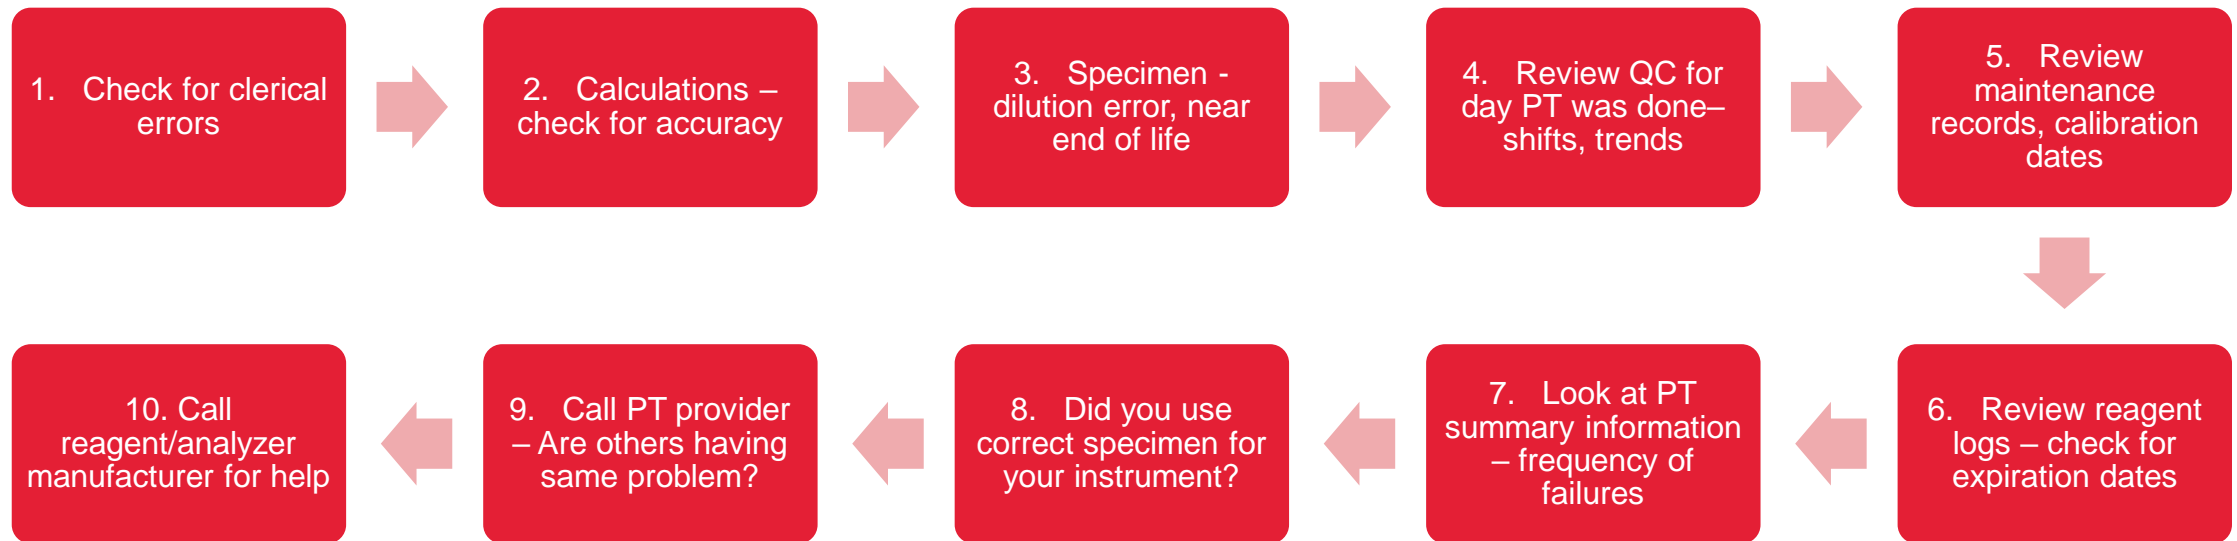 1. Check for clerical
errors
2. Calculations –
check for accuracy
3. Specimen -
dilution error, near
end of life
4. Review QC for
day PT was done–
shifts, trends
5. Review
maintenance
records, calibration
dates
6. Review reagent
logs – check for
expiration dates
7. Look at PT
summary information
– frequency of
failures
8. Did you use
correct specimen for
your instrument?
9. Call PT provider
– Are others having
same problem?
10. Call
reagent/analyzer
manufacturer for help